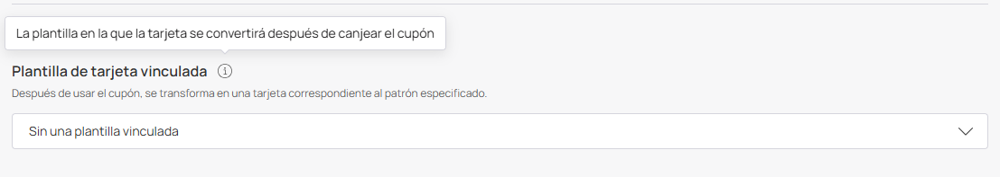 La plantilla en la que la tarjeta se convertirá después de canjear el cupón
Plantilla de tarjeta vinculada
Después de usar el cupón, se transforma en una tarjeta correspondiente al patrón especificado.
Sin una plantilla vinculada